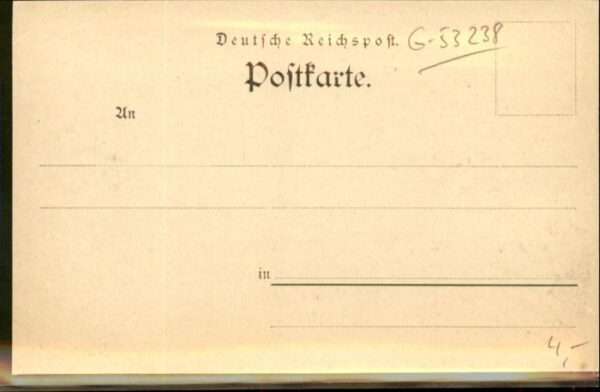 Deutsche Reichspost. G-53238
Postkarte.
An
in
4,-